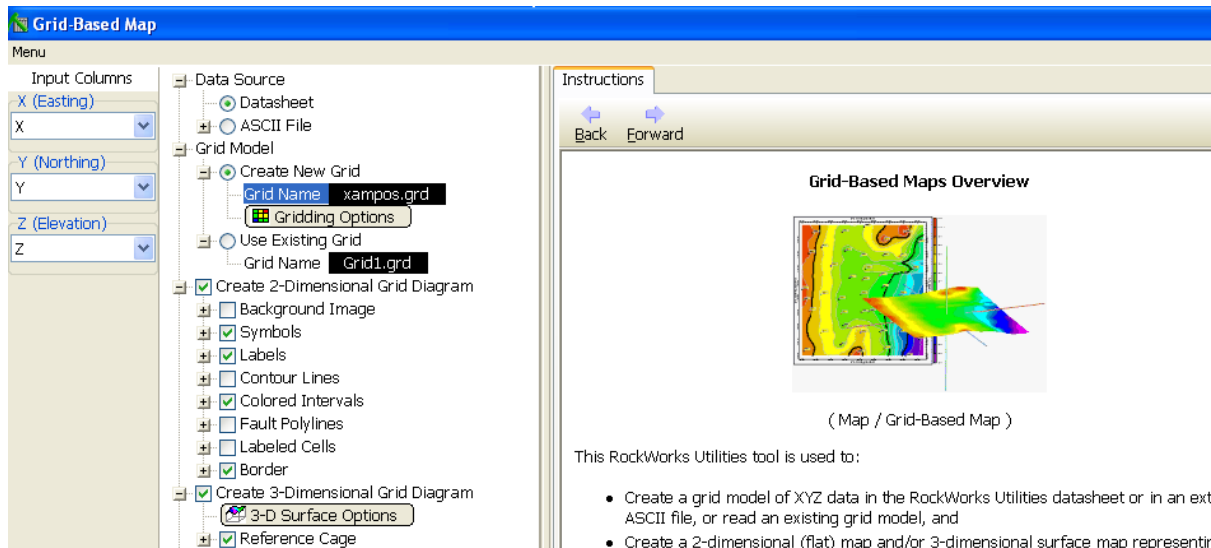 Grid-Based Map
Menu
Input Columns
X (Easting)
X
Y (Northing)
Y
Z (Elevation)
Z
Data Source
Datasheet
ASCII File
Grid Model
Create New Grid
Grid Name xampos.grd
Gridding Options
Use Existing Grid
Grid Name Grid1.grd
Create 2-Dimensional Grid Diagram
Background Image
Symbols
Labels
Contour Lines
Colored Intervals
Fault Polylines
Labeled Cells
Border
Create 3-Dimensional Grid Diagram
3-D Surface Options
Reference Cage
Instructions
Back Forward
Grid-Based Maps Overview
( Map / Grid-Based Map )
This RockWorks Utilities tool is used to:
• Create a grid model of XYZ data in the RockWorks Utilities datasheet or in an ext
ASCII file, or read an existing grid model, and
• Create a 2-dimensional (flat) map and/or 3-dimensional surface map representin